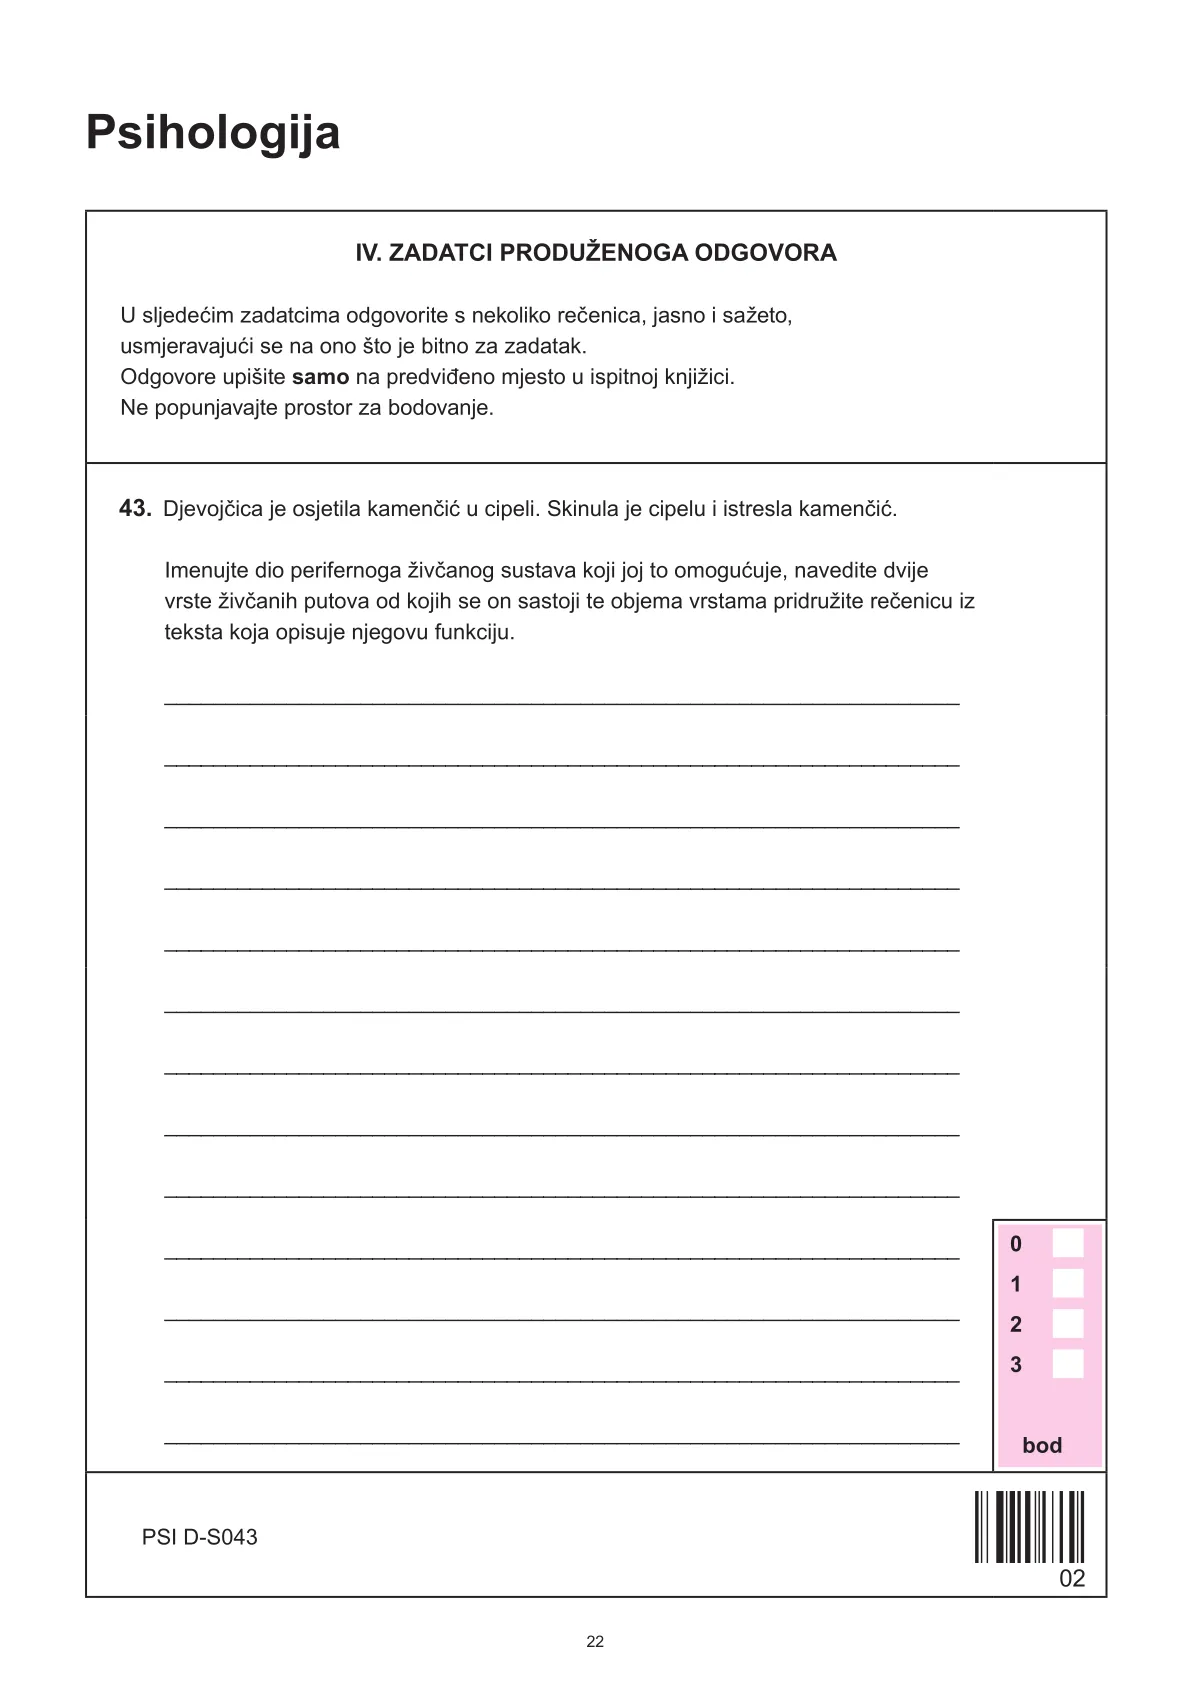 Psihologija
IV. ZADATCI PRODUŽENOGA ODGOVORA
U sljedećim zadatcima odgovorite s nekoliko rečenica, jasno i sažeto,
usmjeravajući se na ono što je bitno za zadatak.
Odgovore upišite samo na predviđeno mjesto u ispitnoj knjižici.
Ne popunjavajte prostor za bodovanje.
43. Djevojčica je osjetila kamenčić u cipeli. Skinula je cipelu i istresla kamenčić.
Imenujte dio perifernoga živčanog sustava koji joj to omogućuje, navedite dvije
vrste živčanih putova od kojih se on sastoji te objema vrstama pridružite rečenicu iz
teksta koja opisuje njegovu funkciju.
0
1
2
3
bod
PSI D-S043
02
22